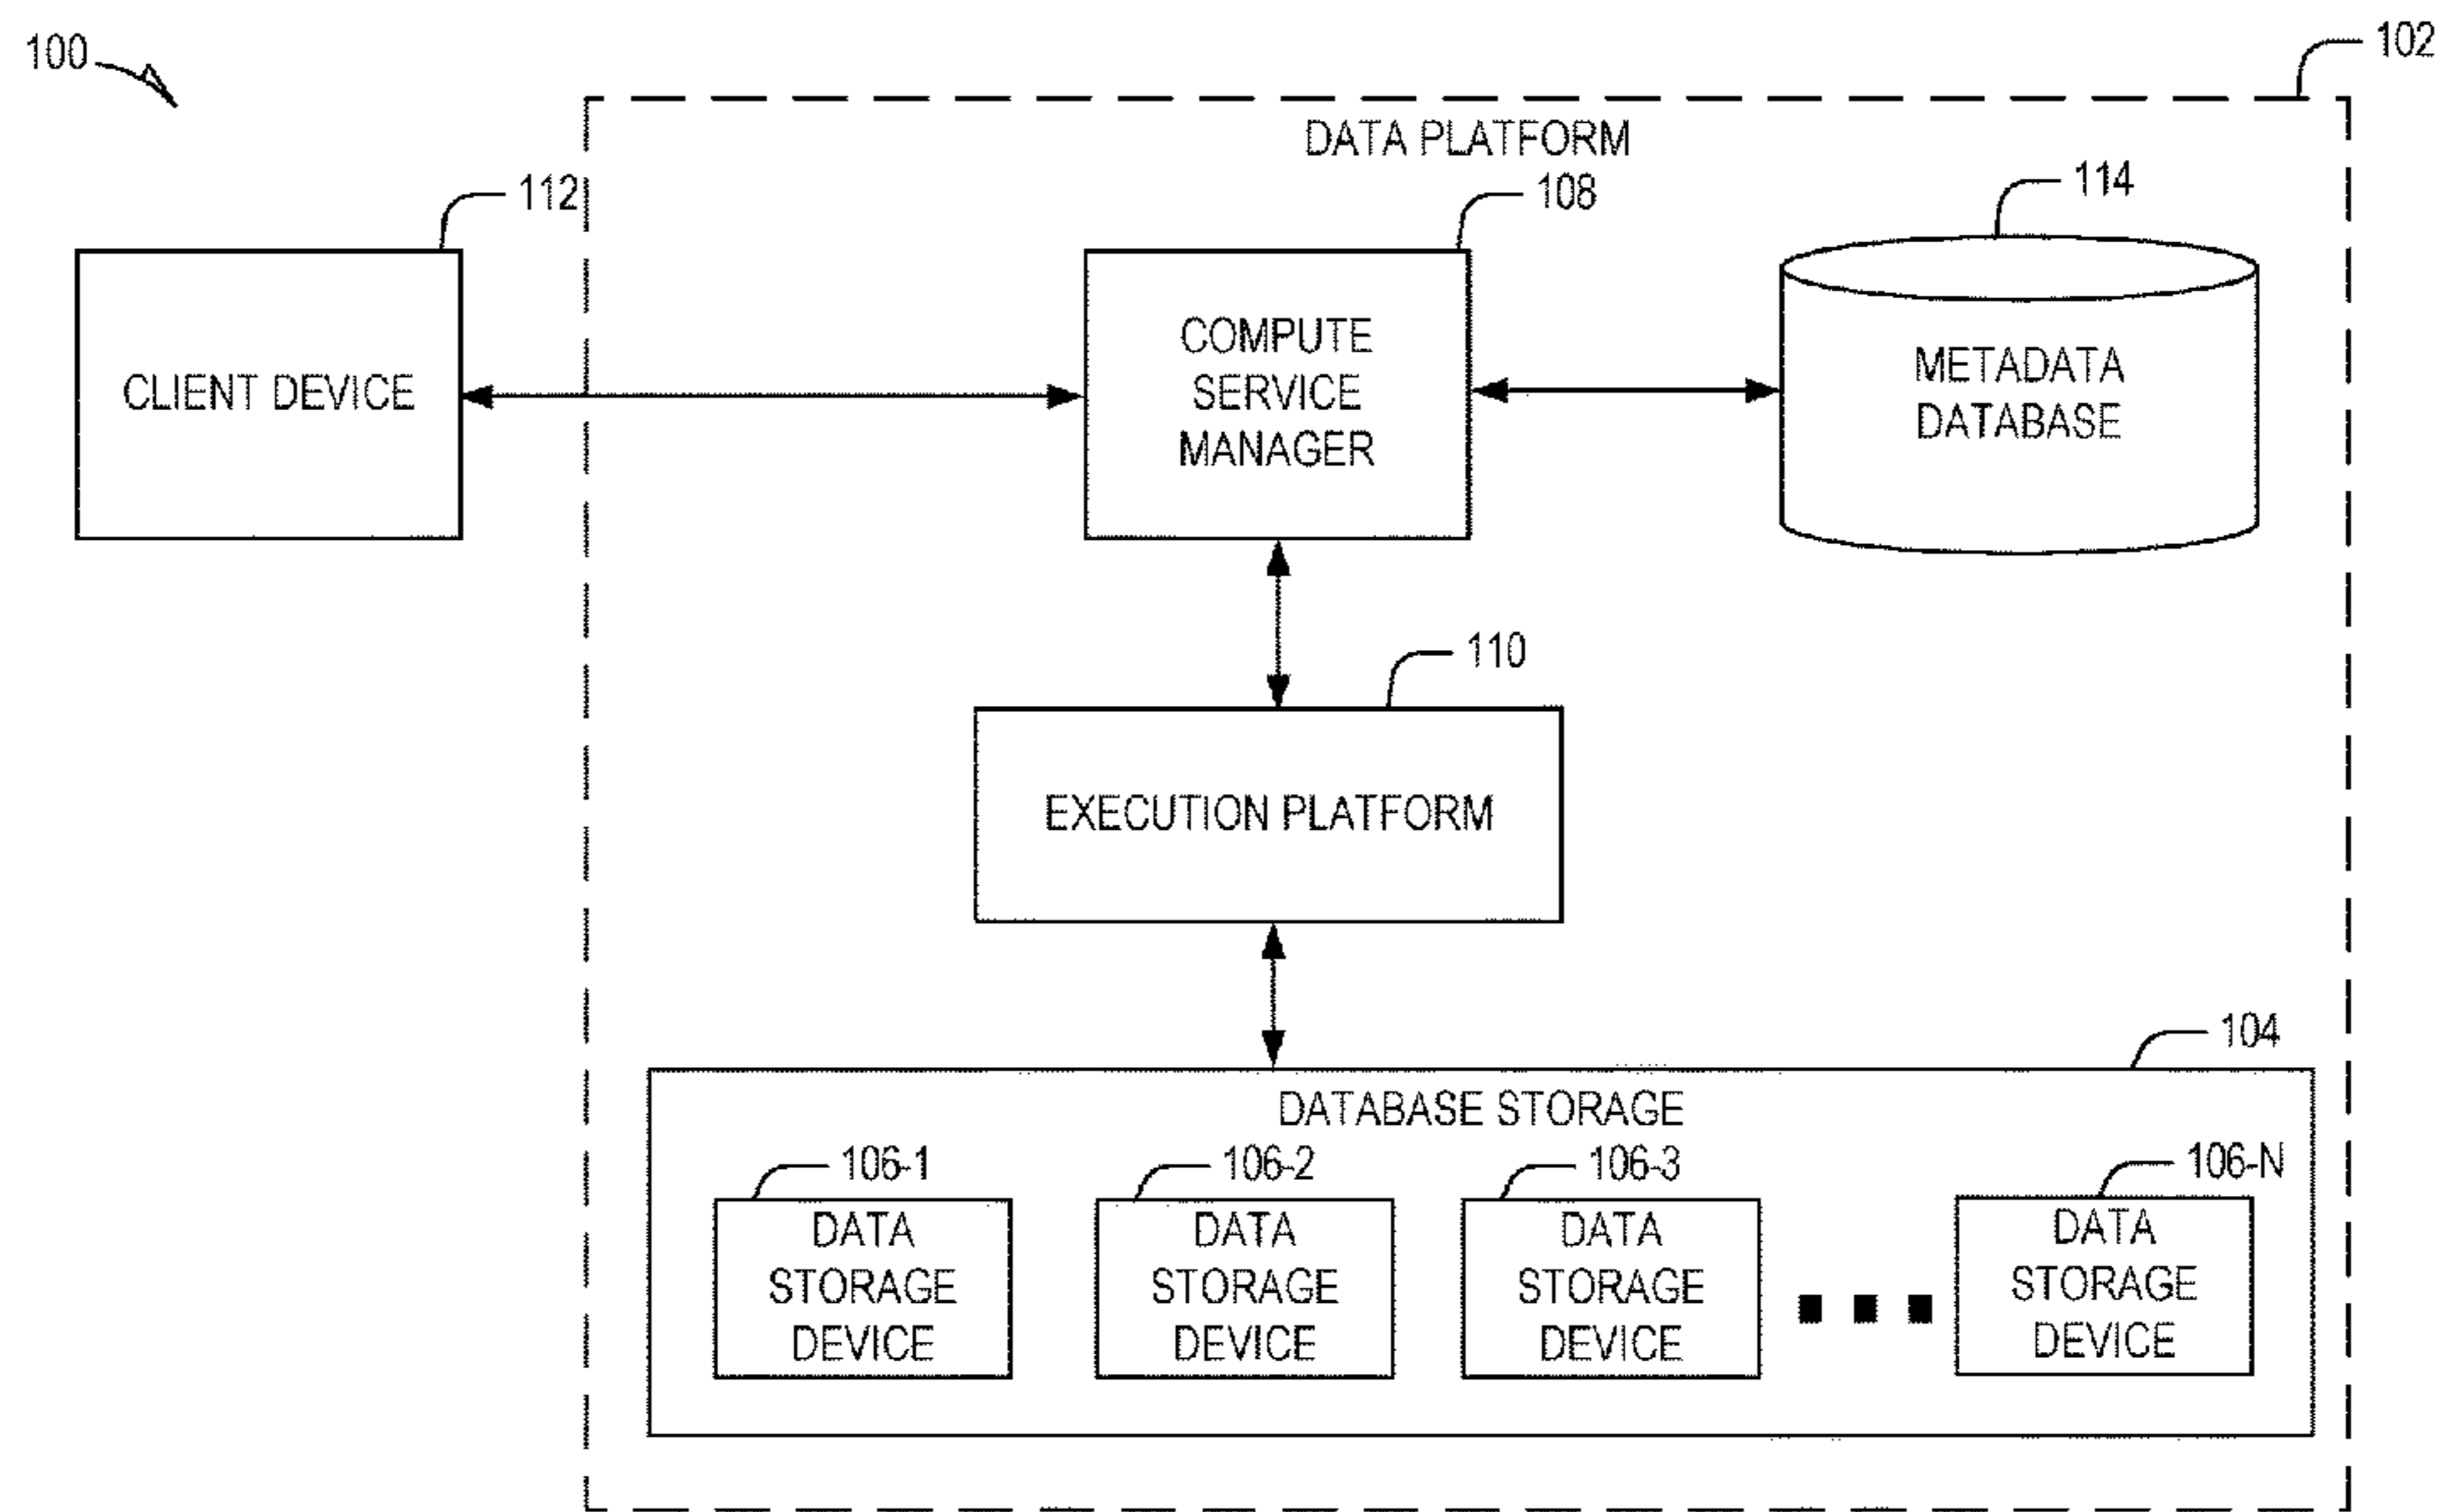 100
102
DATA PLATFORM
112
108
114
CLIENT DEVICE
COMPUTE
SERVICE
MANAGER
METADATA
DATABASE
110
EXECUTION PLATFORM
104
DATABASE STORAGE
106-1
106-2
106-3
106-N
DATA
STORAGE
DEVICE
DATA
STORAGE
DEVICE
DATA
STORAGE
DEVICE
DATA
STORAGE
DEVICE